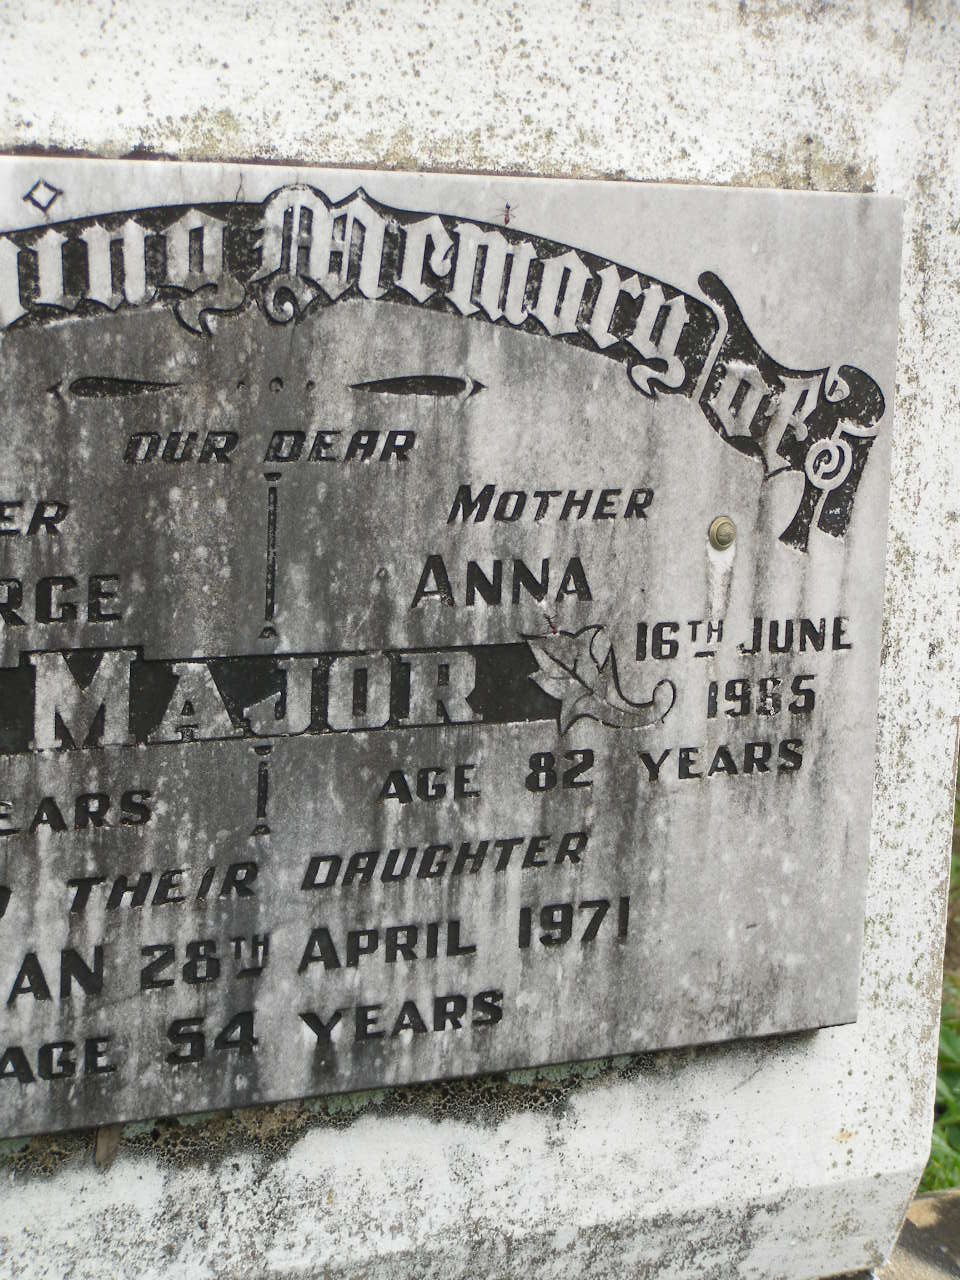 ing Memory of
OUR DEAR
ER MOTHER
RGE ANNA
MAJOR 16TH JUNE
1965
EARS AGE 82 YEARS
THEIR DAUGHTER
AN 28TH APRIL 1971
AGE 54 YEARS